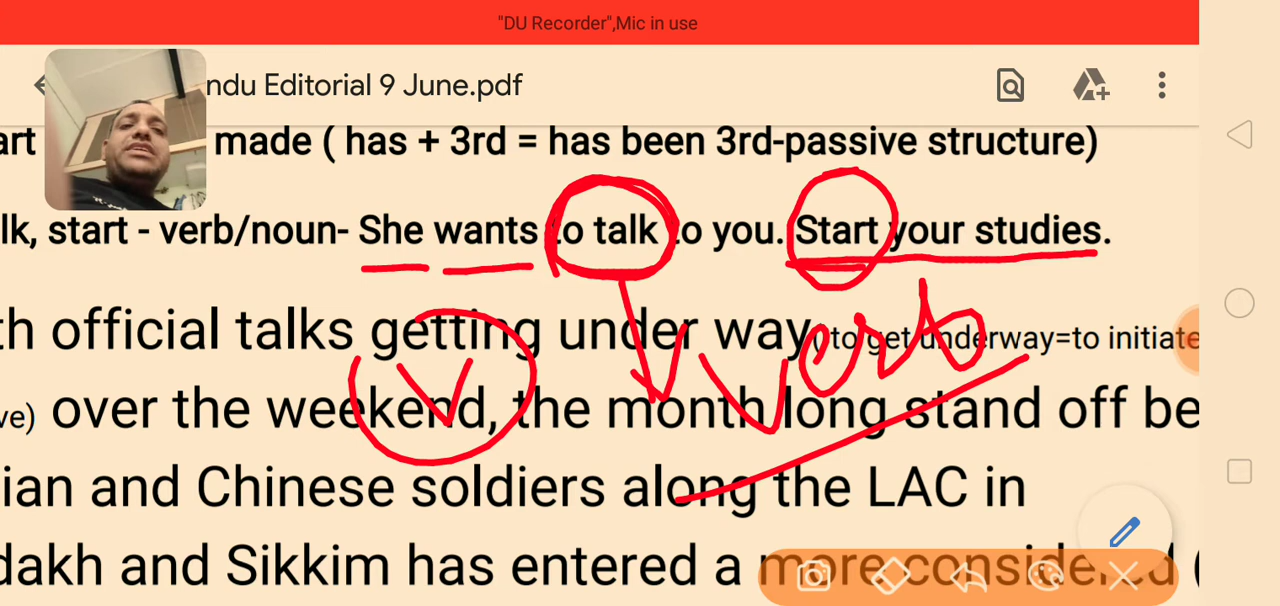 "DU Recorder",Mic in use
ndu Editorial 9 June.pdf
art made ( has + 3rd = has been 3rd-passive structure)
lk, start - verb/noun- She wants to talk to you. Start your studies.
th official talks getting under way ( to get underway=to initiate
ve) over the weekend, the month long stand off be
ian and Chinese soldiers along the LAC in
dakh and Sikkim has entered a more considered (
V
Verb